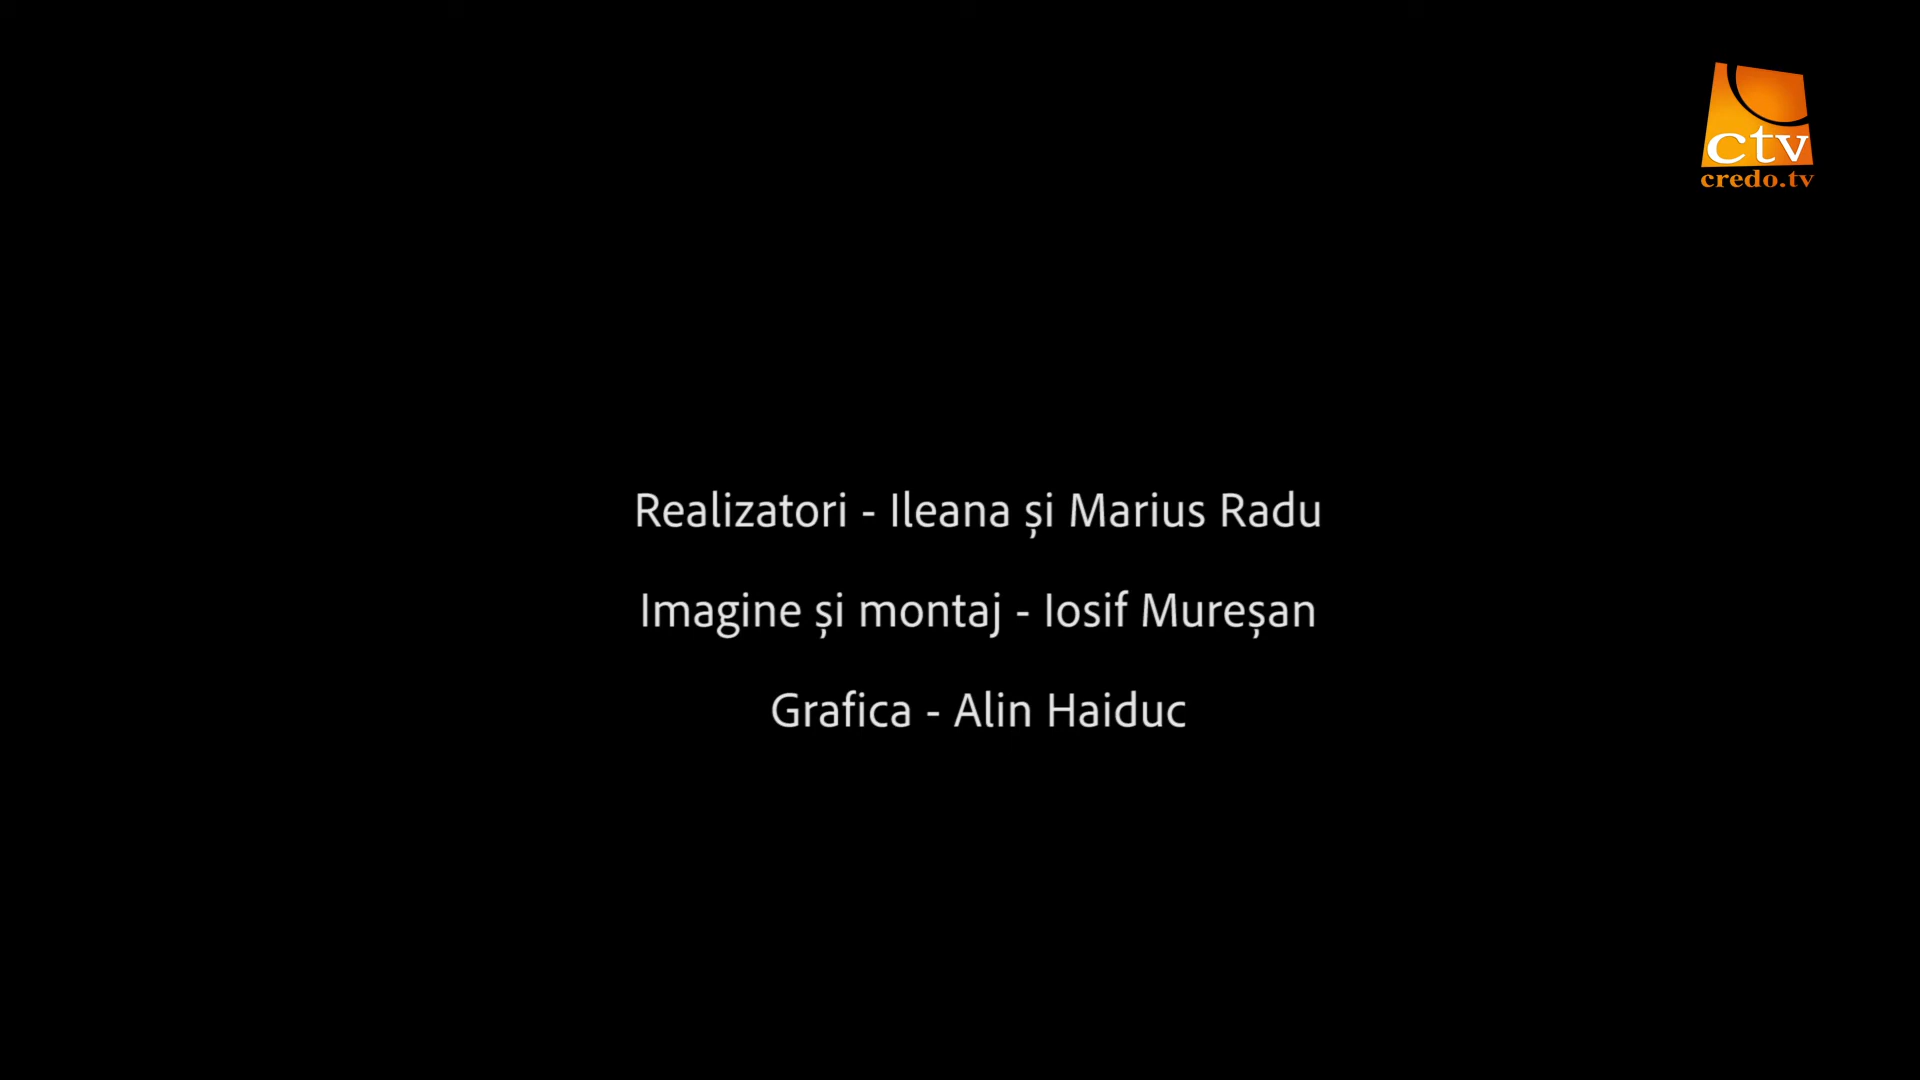 ctv
credo.tv
Realizatori - Ileana și Marius Radu
Imagine și montaj - Iosif Mureșan
Grafica - Alin Haiduc